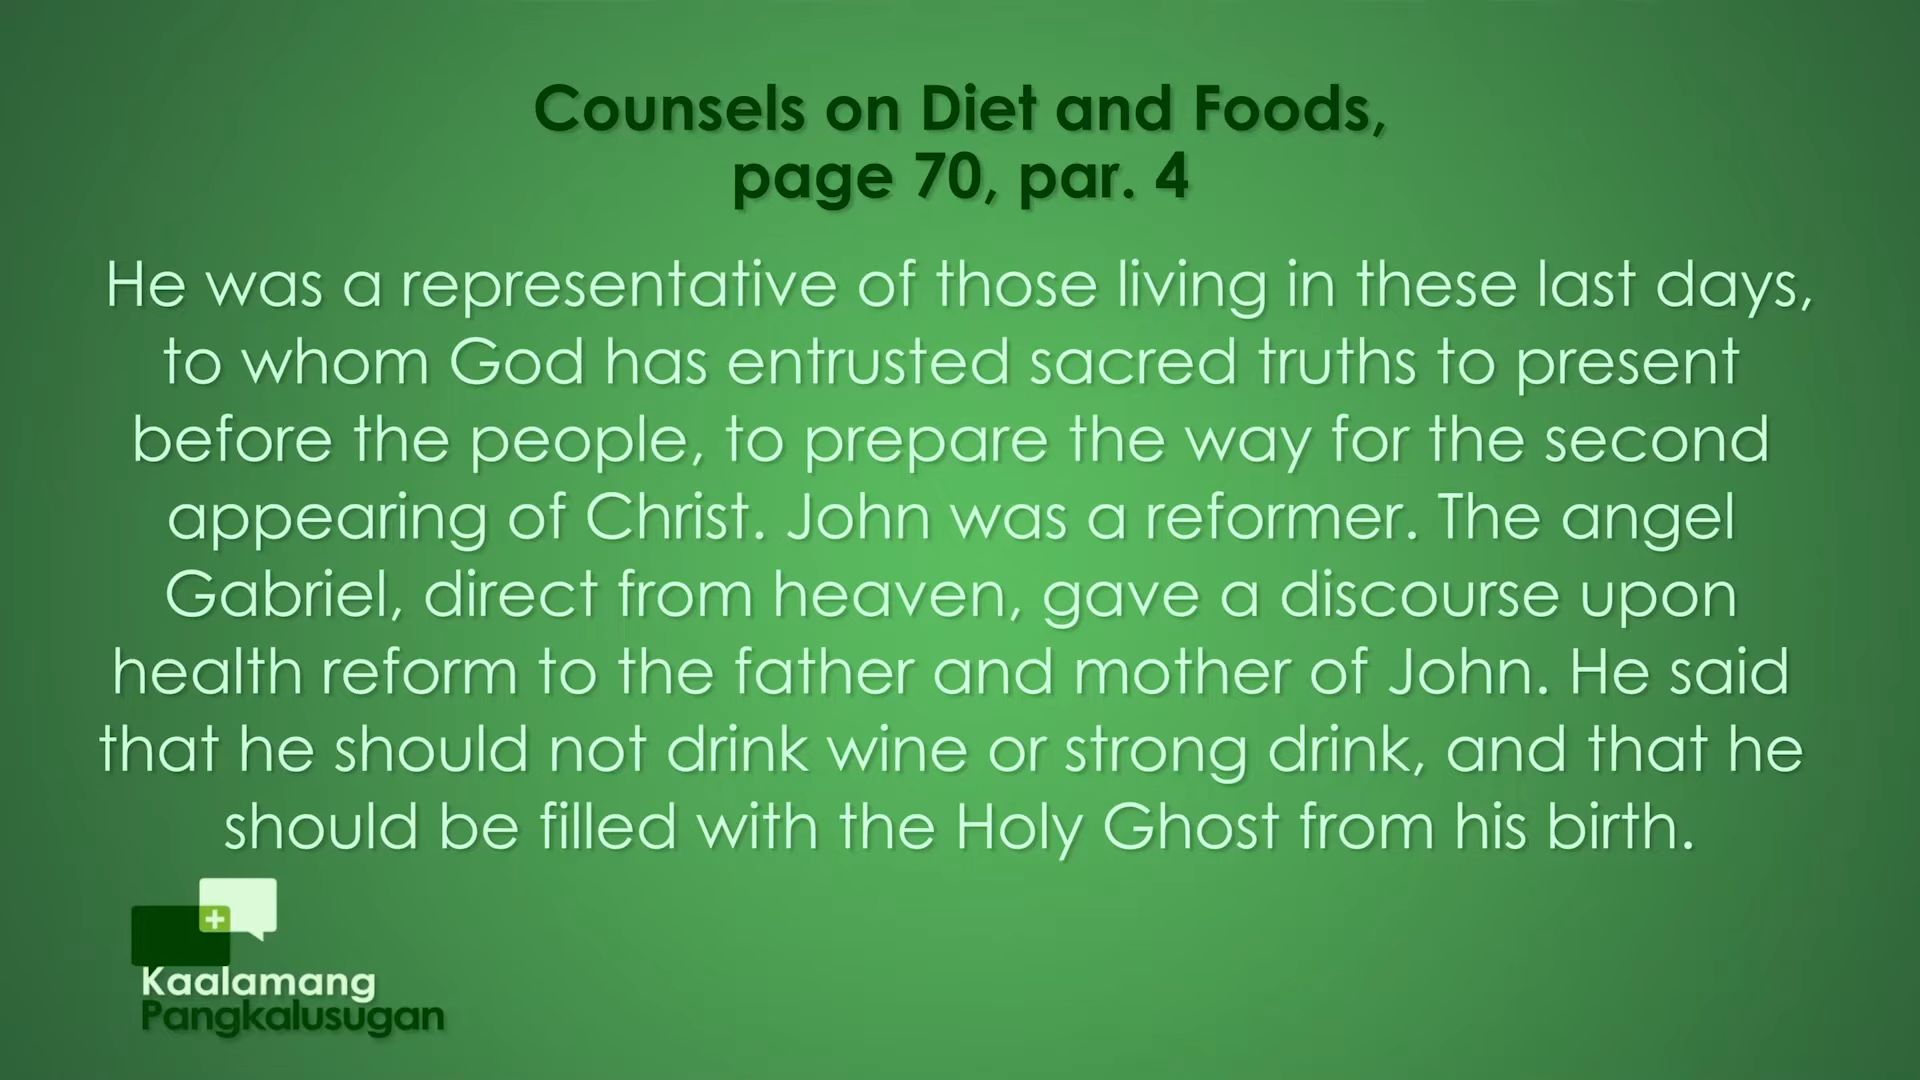 Counsels on Diet and Foods,
page 70, par. 4
He was a representative of those living in these last days,
to whom God has entrusted sacred truths to present
before the people, to prepare the way for the second
appearing of Christ. John was a reformer. The angel
Gabriel, direct from heaven, gave a discourse upon
health reform to the father and mother of John. He said
that he should not drink wine or strong drink, and that he
should be filled with the Holy Ghost from his birth.
Kaalamang
Pangkalusugan